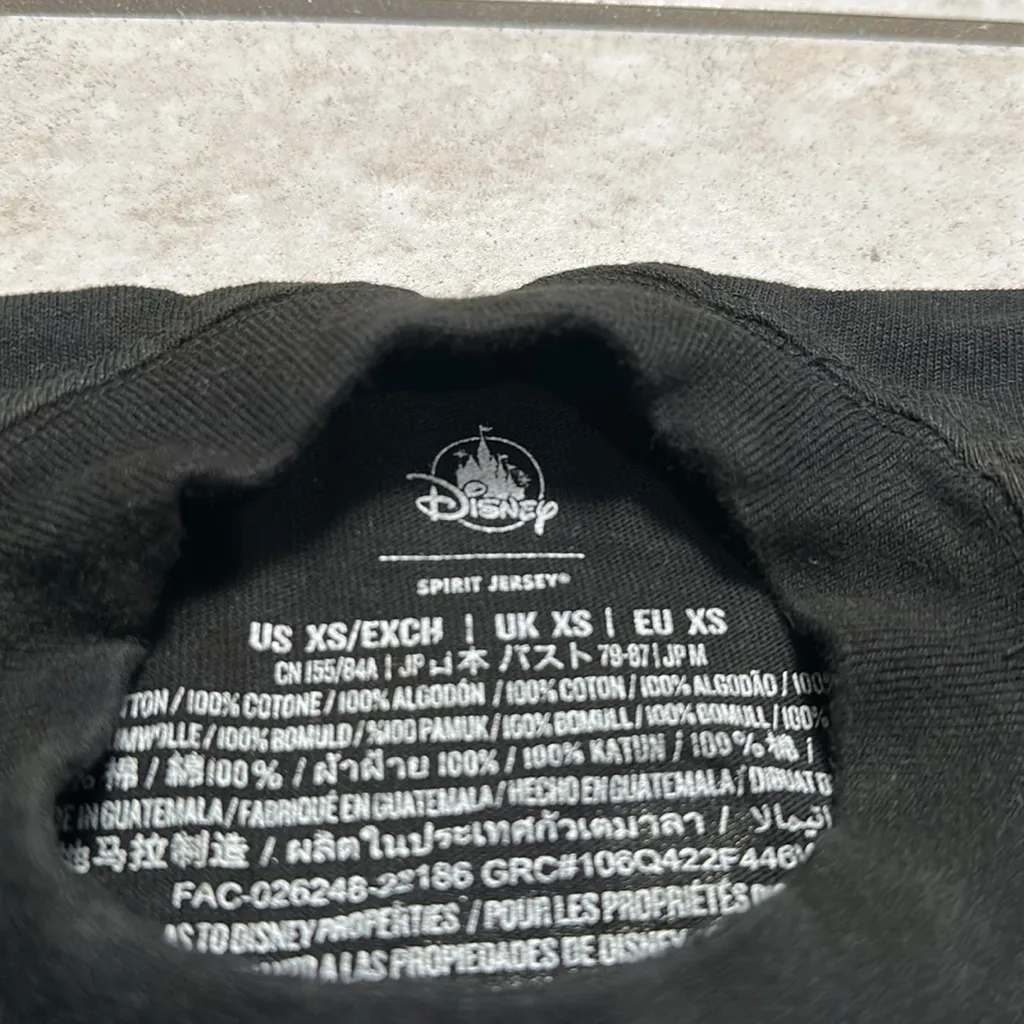 Disney
SPIRIT JERSEY®
US XS/EXCH | UK XS | EU XS
CN 155/84A | JP 日本 バスト 79-87 | JP M
TTON / 100% COTONE / 100% ALGODÓN / 100% COTON / 100% ALGODÃO / 100%
MWOLLE / 100% BOMULD / %100 PAMUK / 100% BOMULL / 100% BOMULL / 100%
棉 / 綿100% / ผ้าฝ้าย 100% / 100% KATUN / 100% 棉 /
E IN GUATEMALA / FABRIQUÉ EN GUATEMALA / HECHO EN GUATEMALA /
马拉制造 / ผลิตในประเทศกัวเตมาลา /
FAC-026248-22186 GRC#106Q422F446
AS TO DISNEY PROPERTIES / POUR LES PROPRIÉTÉS
A LAS PROPIEDADES DE DISNEY